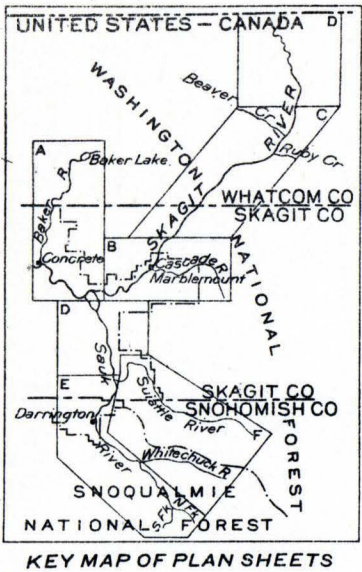 UNITED STATES – CANADA
D
WASHINGTON
Beaver
Cr
C
RIVER
Ruby Cr
A
Baker Lake
R
Baker
WHATCOM CO
SKAGIT CO
B
SKAGIT
NATIONAL
Concrete
Cascade R
Marblemount
D
Sauk
SKAGIT CO
SNOHOMISH CO
E
Suiattle
River
Darrington
F
FOREST
River
Whitechuck R
SNOQUALMIE
S Fk
N Fk
NATIONAL FOREST
KEY MAP OF PLAN SHEETS